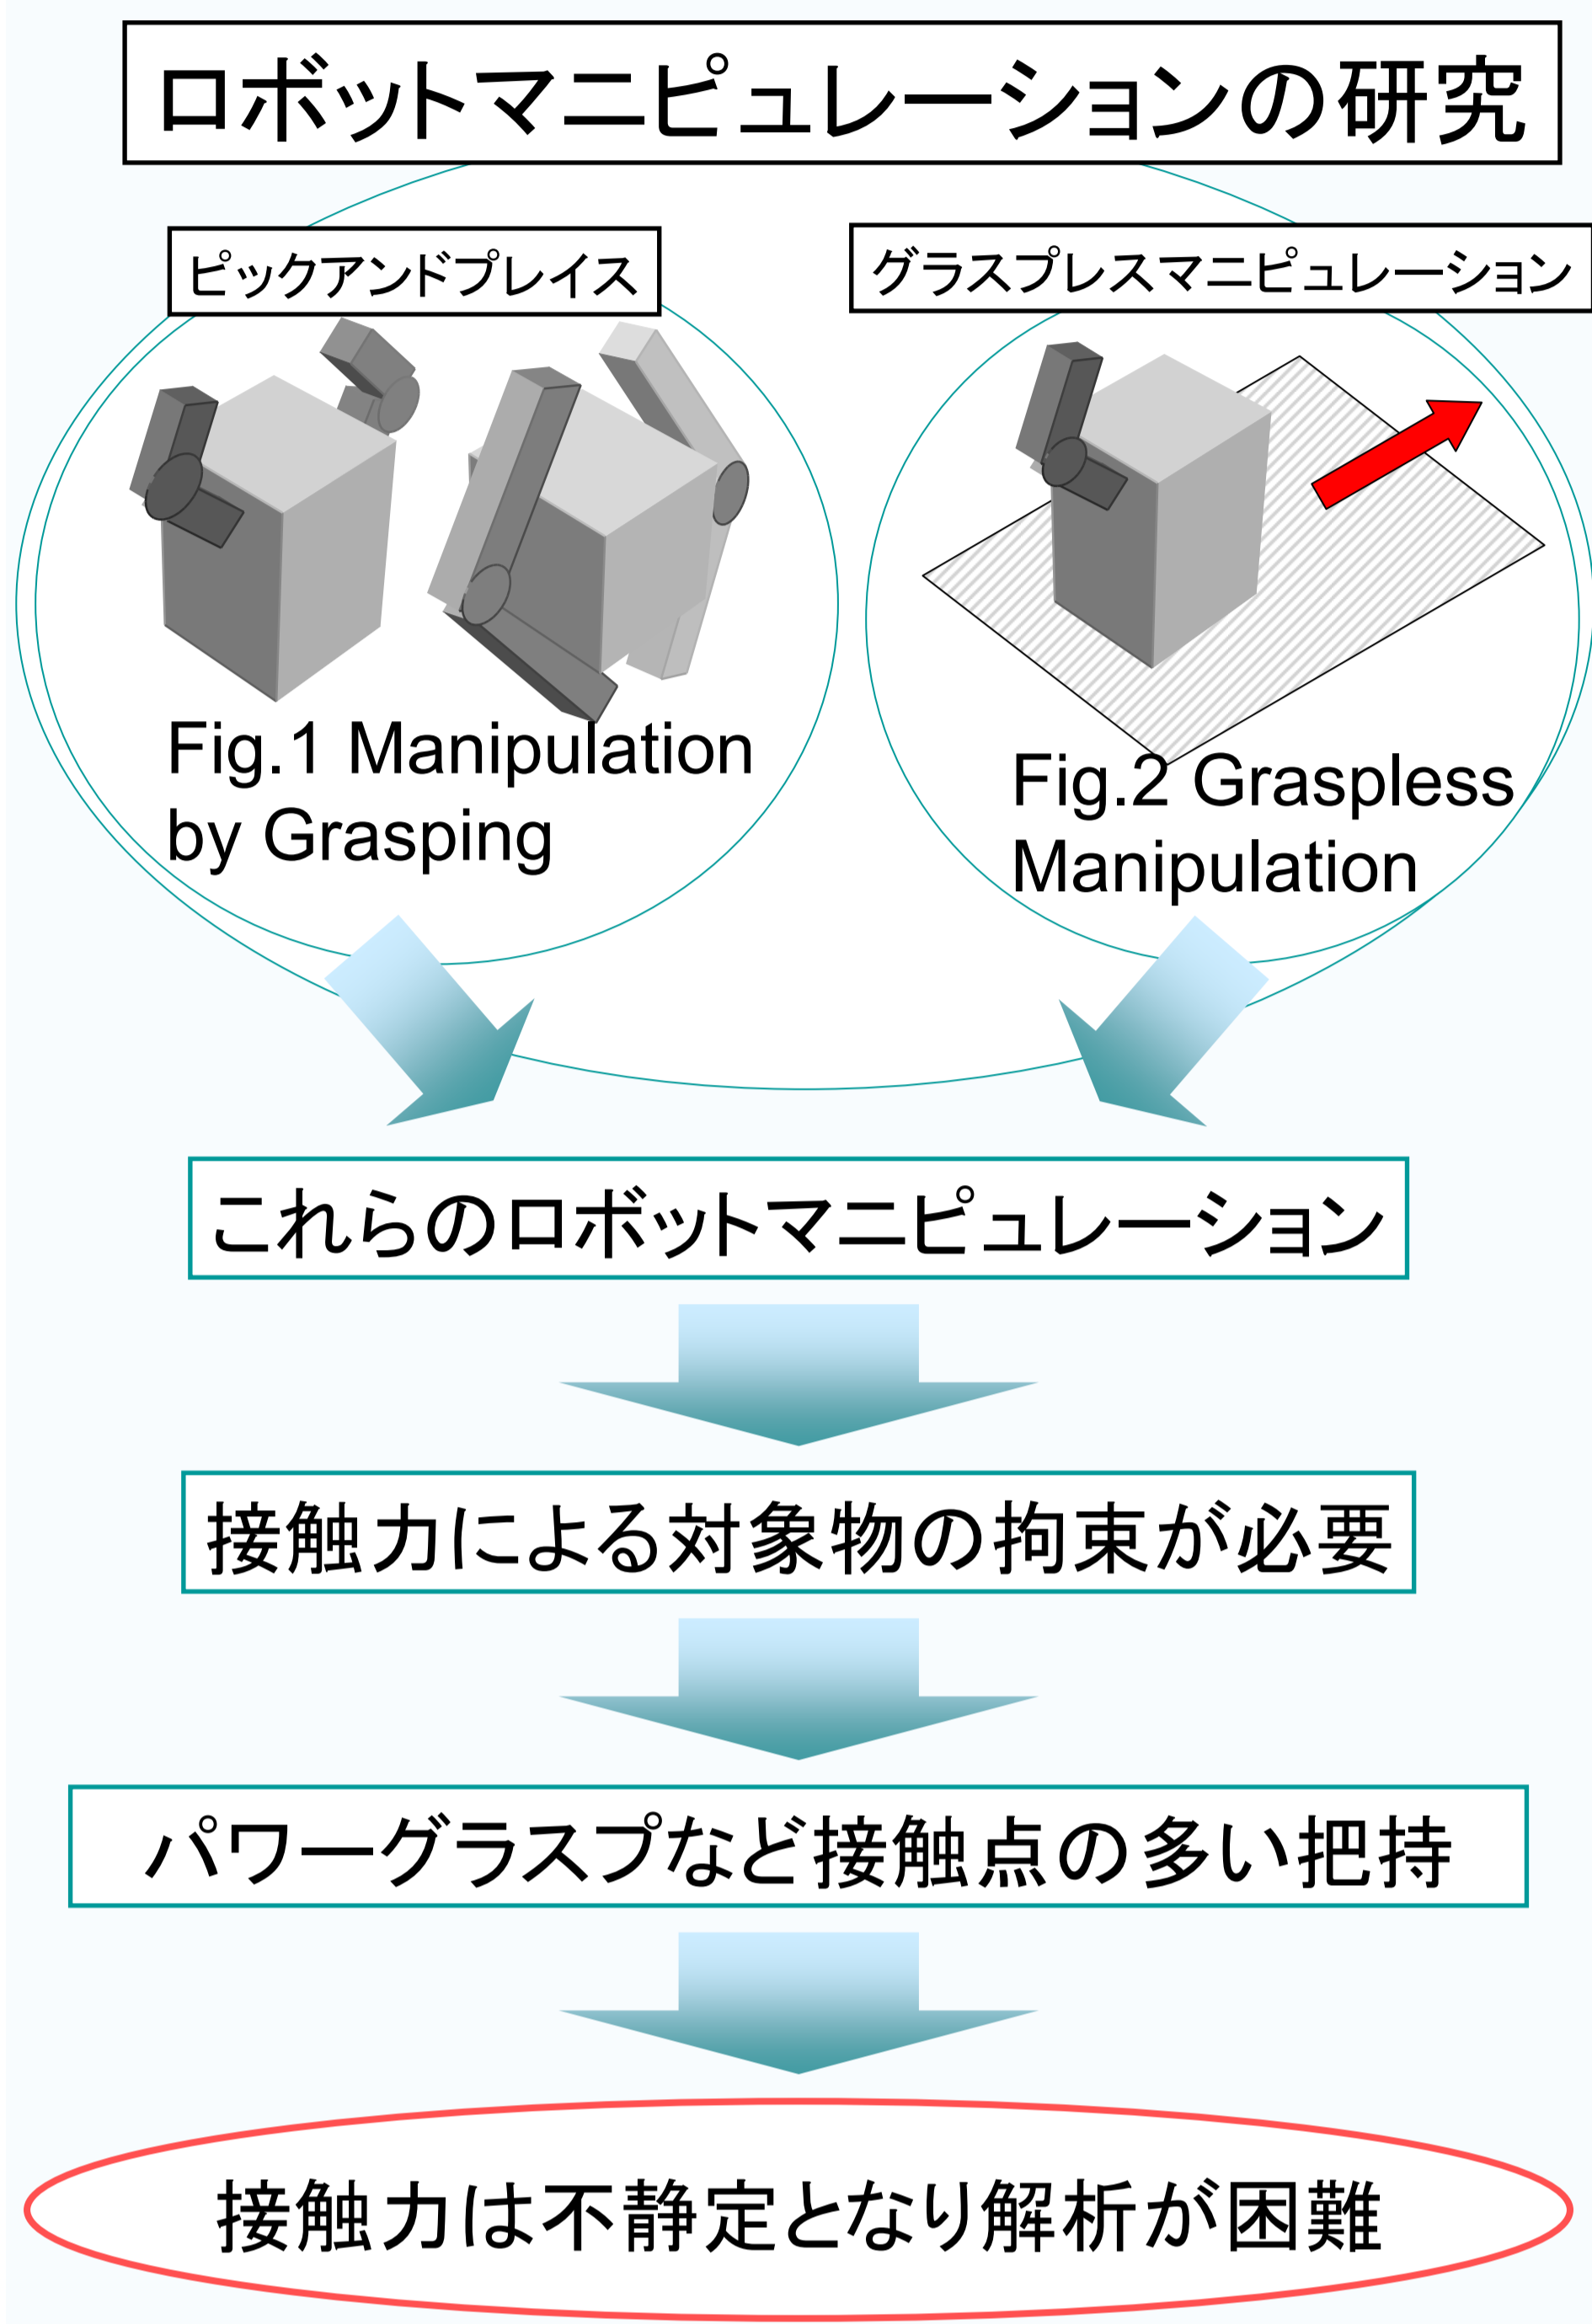 ロボットマニピュレーションの研究
ピックアンドプレイス
グラスプレスマニピュレーション
Fig.1 Manipulation
by Grasping
Fig.2 Graspless
Manipulation
これらのロボットマニピュレーション
接触力による対象物の拘束が必要
パワーグラスプなど接触点の多い把持
接触力は不静定となり解析が困難